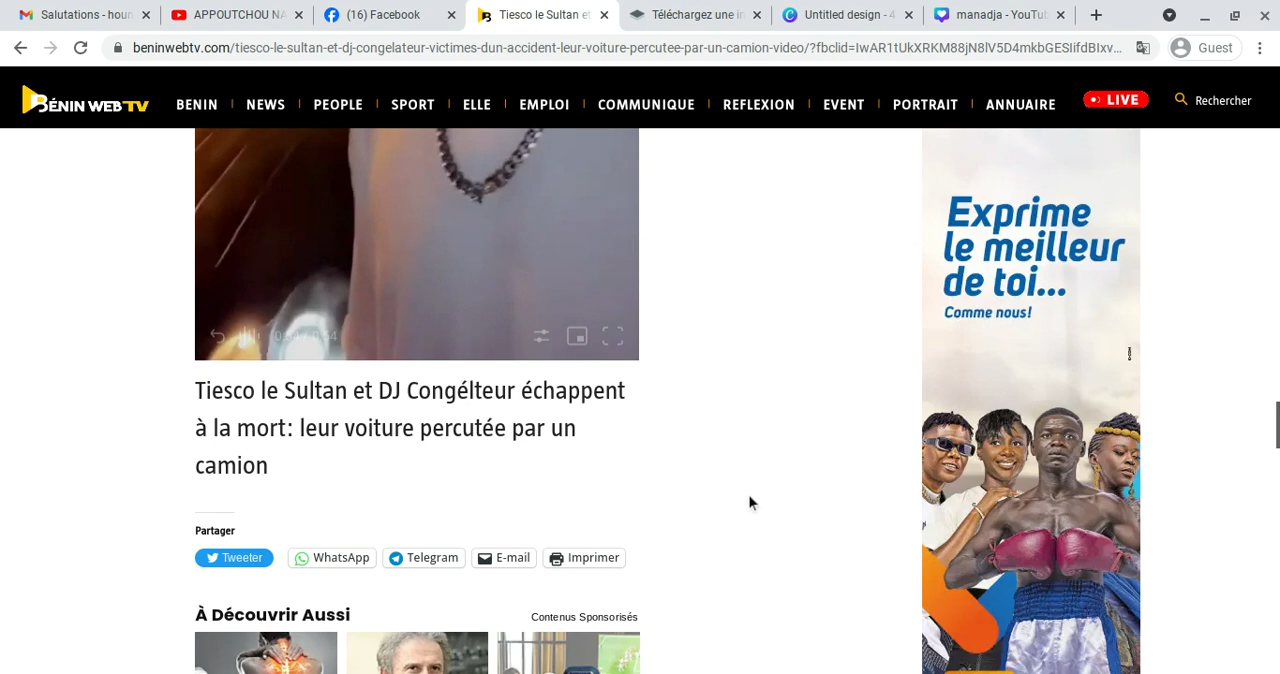 Salutations - houn
APPOUTCHOU NA
(16) Facebook
Tiesco le Sultan et
Téléchargez une in
Untitled design - 4
manadja - YouTub
beninwebtv.com/tiesco-le-sultan-et-dj-congelateur-victimes-dun-accident-leur-voiture-percutee-par-un-camion-video/?fbclid=IwAR1tUkXRKM88jN8lV5D4mkbGESIifdBIxv...
Guest
BÉNIN WEB TV
BENIN
NEWS
PEOPLE
SPORT
ELLE
EMPLOI
COMMUNIQUE
REFLEXION
EVENT
PORTRAIT
ANNUAIRE
LIVE
Rechercher
Tiesco le Sultan et DJ Congélteur échappent
à la mort: leur voiture percutée par un
camion
Partager
Tweeter
WhatsApp
Telegram
E-mail
Imprimer
À Découvrir Aussi
Contenus Sponsorisés
Exprime
le meilleur
de toi...
Comme nous!